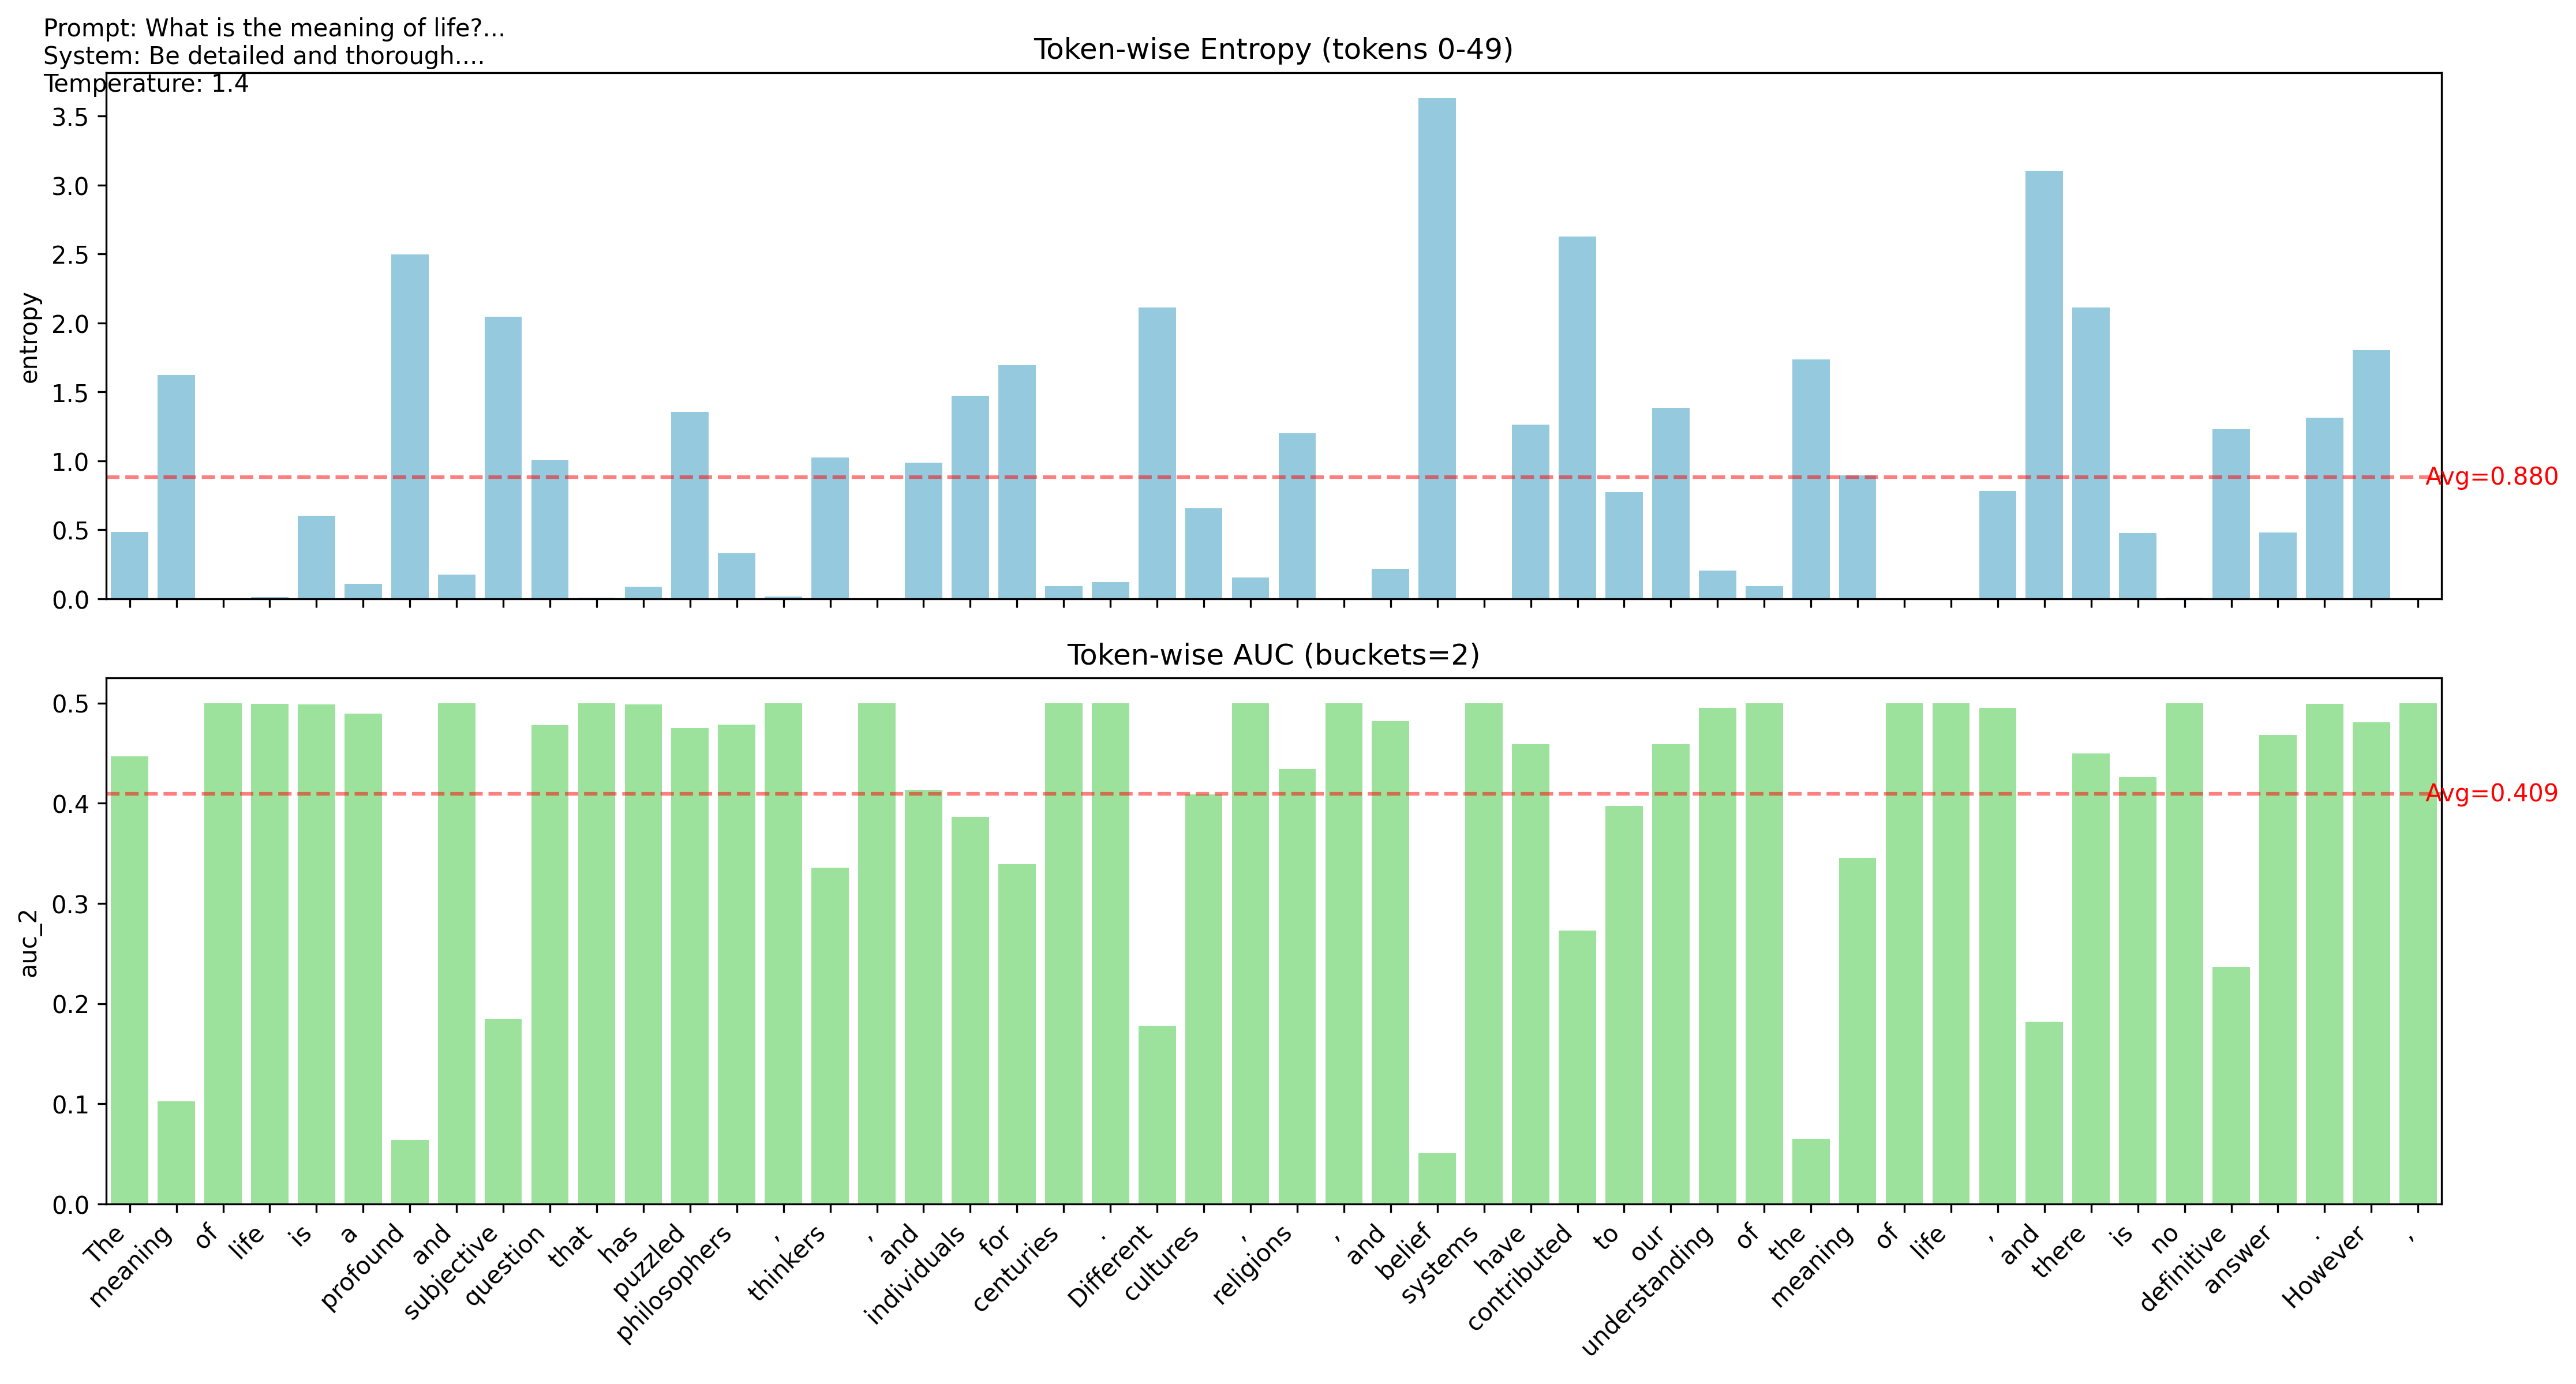 Prompt: What is the meaning of life?...
System: Be detailed and thorough....
Temperature: 1.4
Token-wise Entropy (tokens 0-49)
3.5
3.0
2.5
2.0
1.5
1.0
0.5
0.0
entropy
Avg=0.880
Token-wise AUC (buckets=2)
0.5
0.4
0.3
0.2
0.1
0.0
auc_2
Avg=0.409
The
meaning
of
life
is
a
profound
and
subjective
question
that
has
puzzled
philosophers
,
thinkers
,
and
individuals
for
centuries
.
Different
cultures
,
religions
,
and
belief
systems
have
contributed
to
our
understanding
of
the
meaning
of
life
,
and
there
is
no
definitive
answer
.
However
,